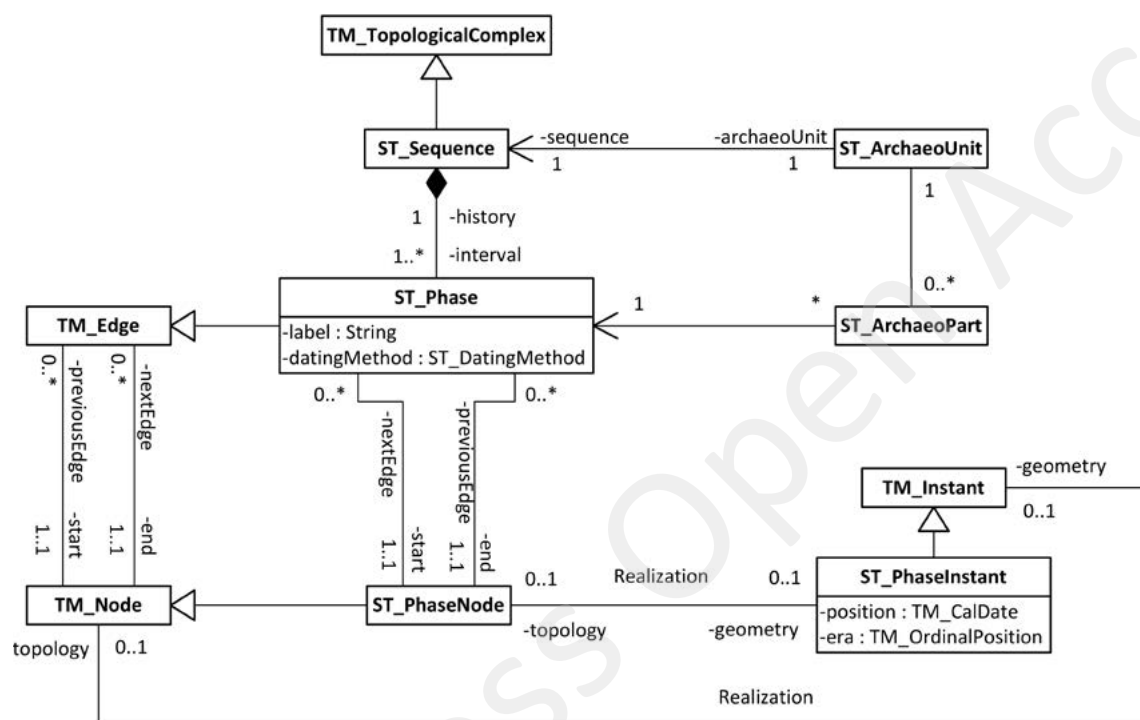 TM_TopologicalComplex
ST_Sequence
-sequence
-archaeoUnit
1
1
ST_ArchaeoUnit
1
1
-history
1..*
-interval
0..*
ST_Phase
-label : String
-datingMethod : ST_DatingMethod
1
*
ST_ArchaeoPart
TM_Edge
0..*
-previousEdge
0..*
-nextEdge
0..*
0..*
-nextEdge
-previousEdge
1..1
-start
1..1
-end
1..1
-start
1..1
-end
TM_Instant
-geometry
0..1
TM_Node
ST_PhaseNode
0..1
Realization
0..1
-topology
-geometry
ST_PhaseInstant
-position : TM_CalDate
-era : TM_OrdinalPosition
topology
0..1
Realization
ss Open Acc